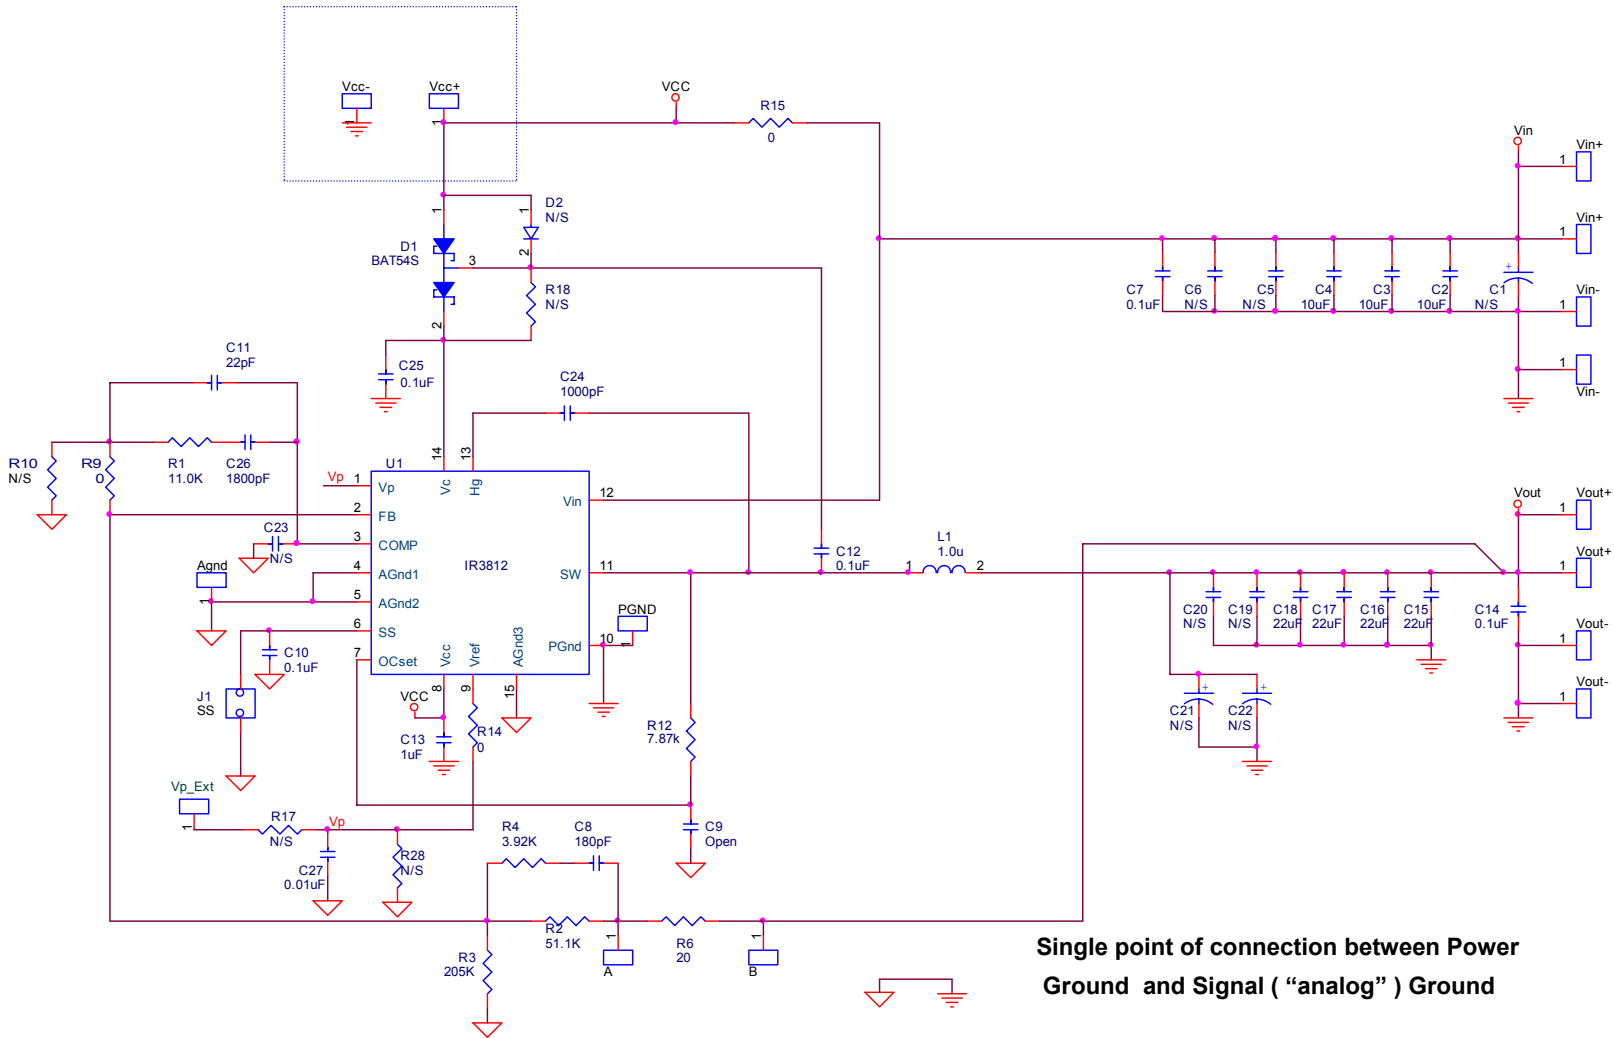 Vcc-
1
Vcc+
1
VCC
R15
0
Vin
Vin+
1
Vin+
1
Vin-
1
1
Vin-
D1
BAT54S
1
3
2
D2
N/S
1
2
R18
N/S
C7
0.1uF
C6
N/S
C5
N/S
C4
10uF
C3
10uF
C2
10uF
C1
N/S
+
C25
0.1uF
C11
22pF
C24
1000pF
R10
N/S
R9
0
R1
11.0K
C26
1800pF
C23
N/S
U1
IR3812
Vp
1
Vp
2
FB
3
COMP
4
AGnd1
5
AGnd2
6
SS
7
OCset
14
Vc
13
Hg
12
Vin
11
SW
10
PGnd
8
Vcc
9
Vref
15
AGnd3
Agnd
1
PGND
1
C10
0.1uF
J1
SS
VCC
C13
1uF
R14
0
C12
0.1uF
L1
1.0u
1
2
R12
7.87k
C9
Open
Vp_Ext
1
R17
N/S
Vp
C27
0.01uF
R28
N/S
R4
3.92K
C8
180pF
R2
51.1K
R3
205K
R6
20
1
A
1
B
Vout
Vout+
1
Vout+
1
Vout-
1
Vout-
1
C20
N/S
C19
N/S
C18
22uF
C17
22uF
C16
22uF
C15
22uF
C14
0.1uF
C21
N/S
+
C22
N/S
+
Single point of connection between Power
Ground and Signal ( “analog” ) Ground